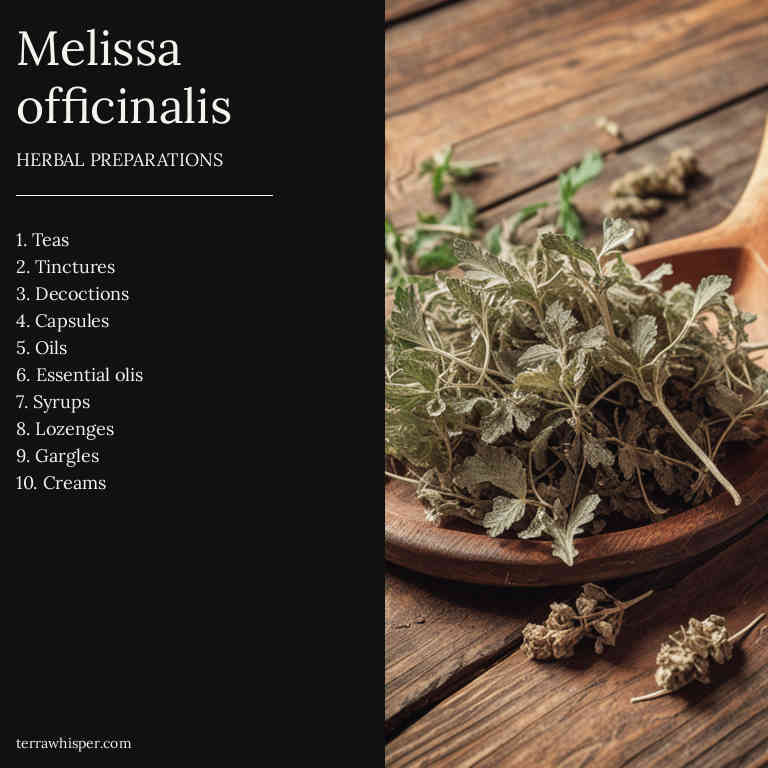 Melissa
officinalis
HERBAL PREPARATIONS
1. Teas
2. Tinctures
3. Decoctions
4. Capsules
5. Oils
6. Essential olis
7. Syrups
8. Lozenges
9. Gargles
10. Creams
terrawhisper.com